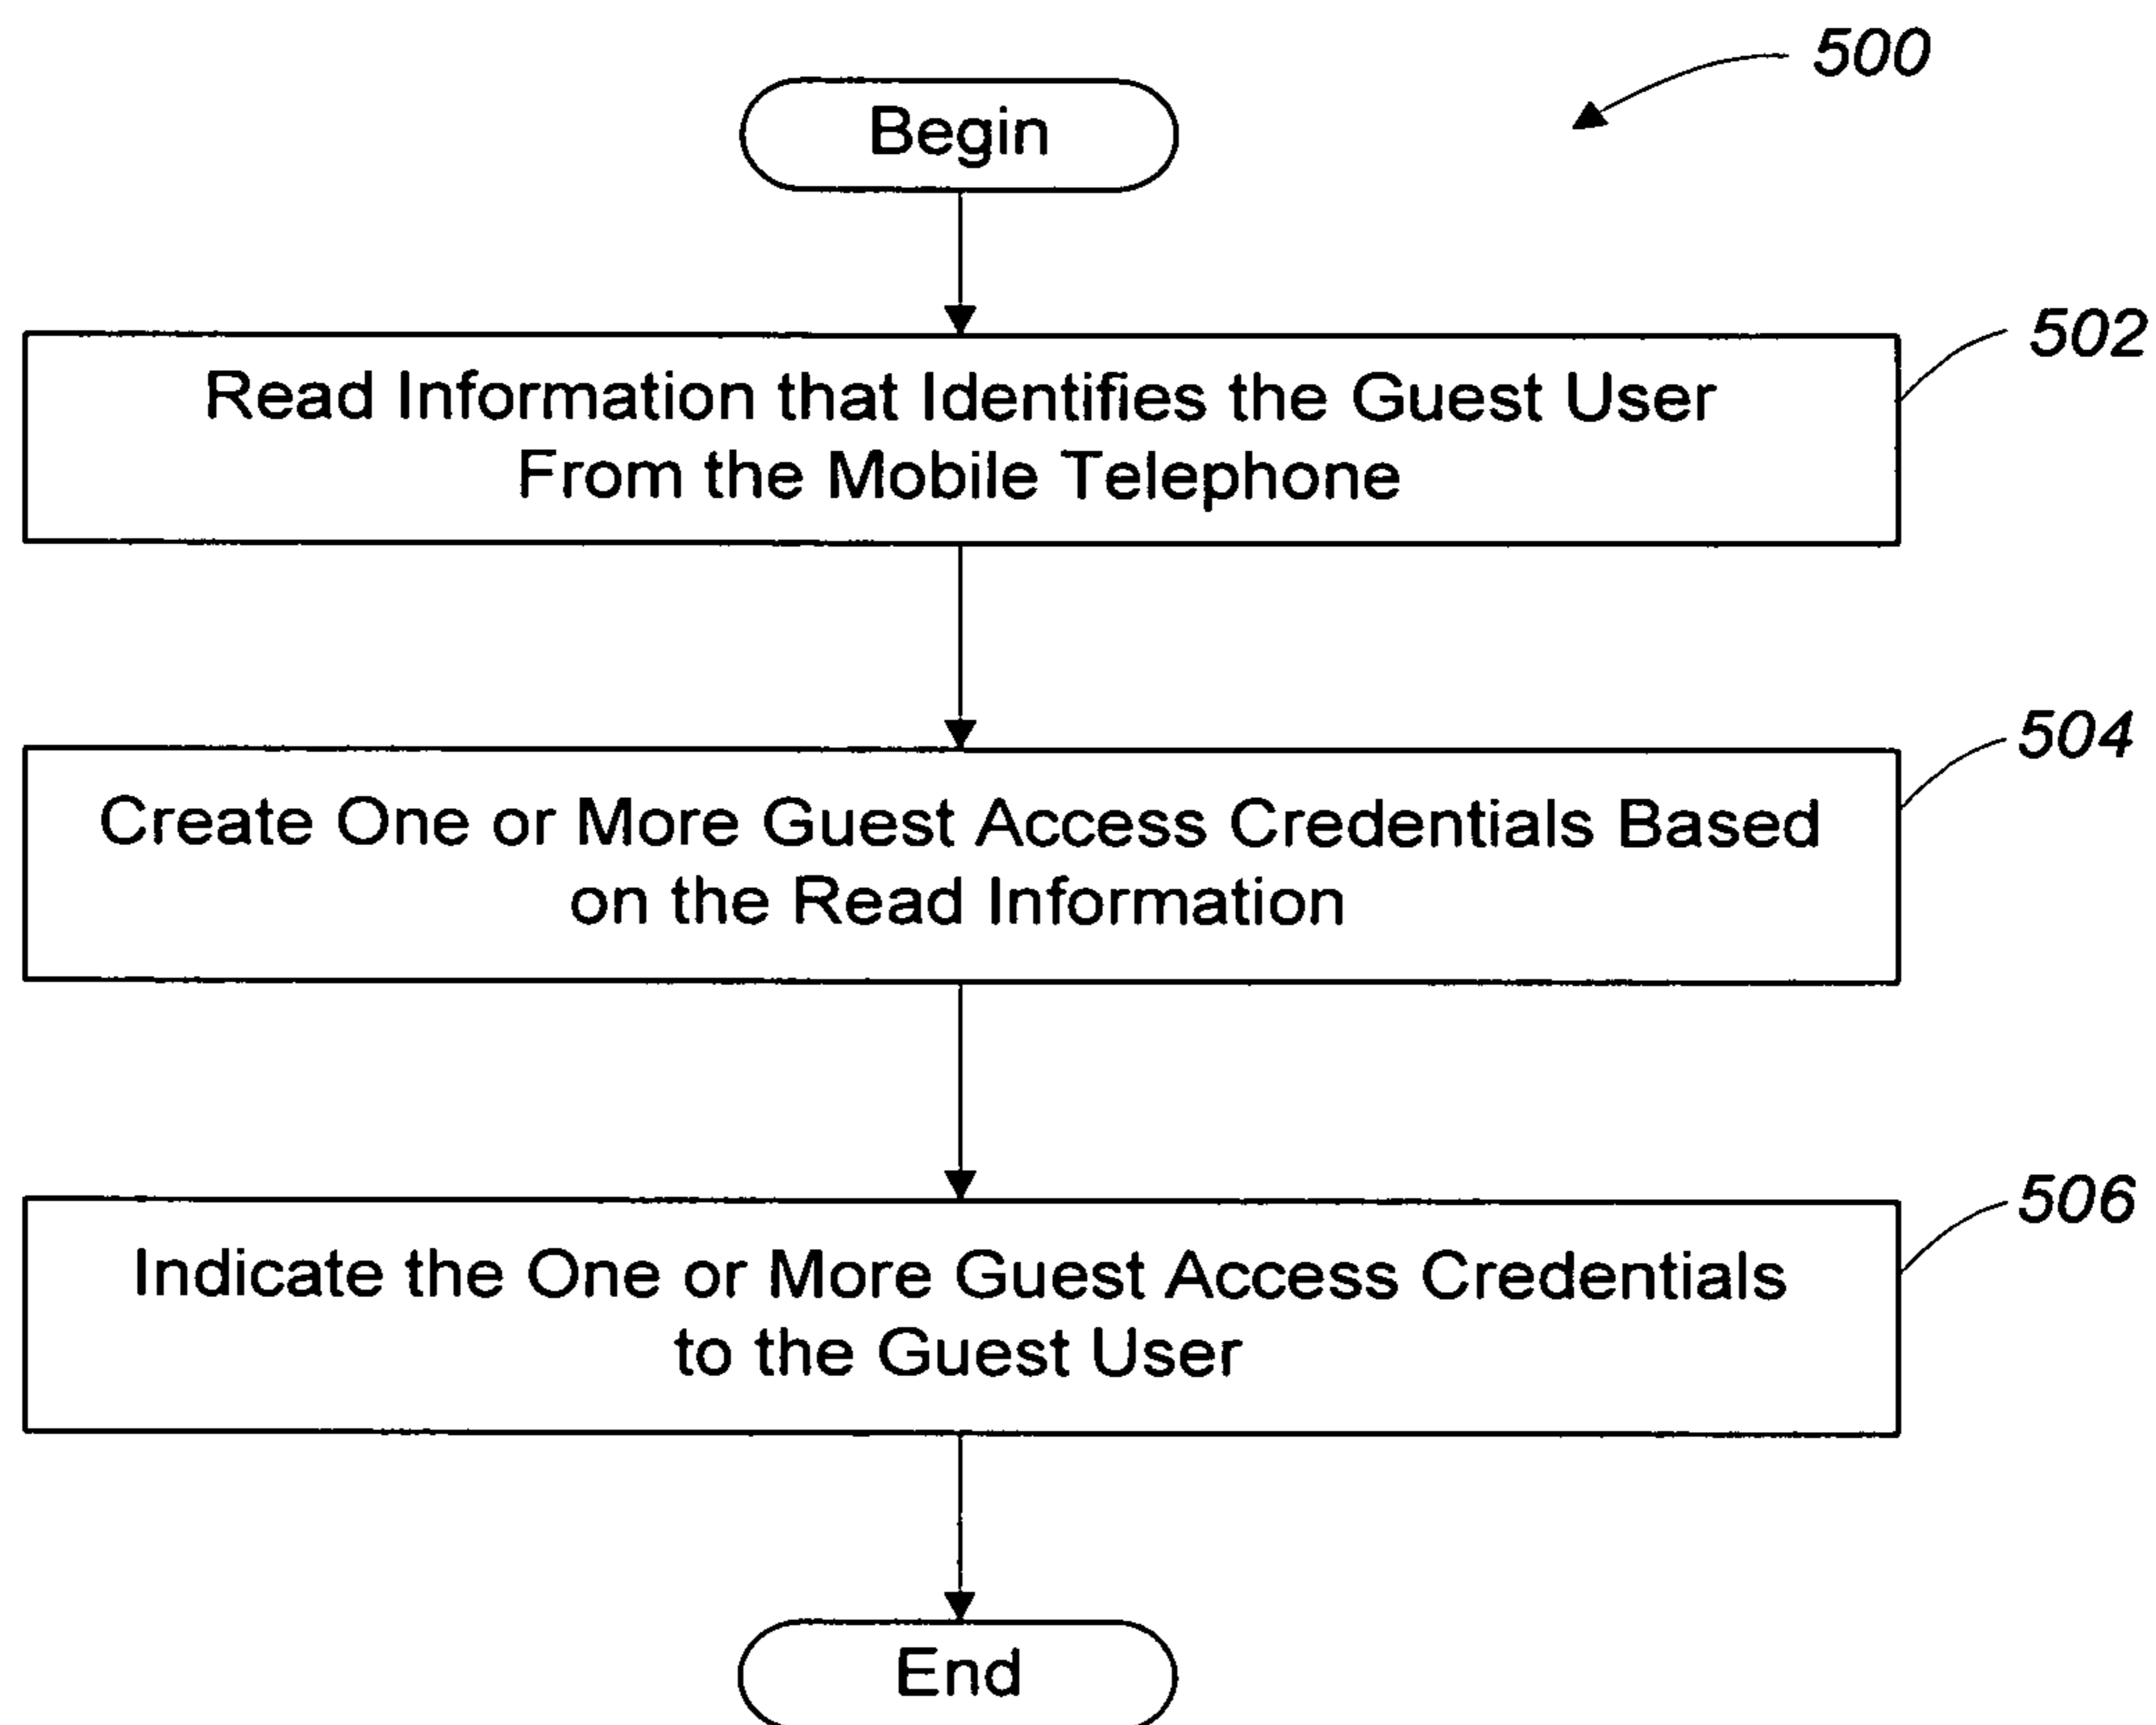 500
Begin
502
Read Information that Identifies the Guest User
From the Mobile Telephone
504
Create One or More Guest Access Credentials Based
on the Read Information
506
Indicate the One or More Guest Access Credentials
to the Guest User
End